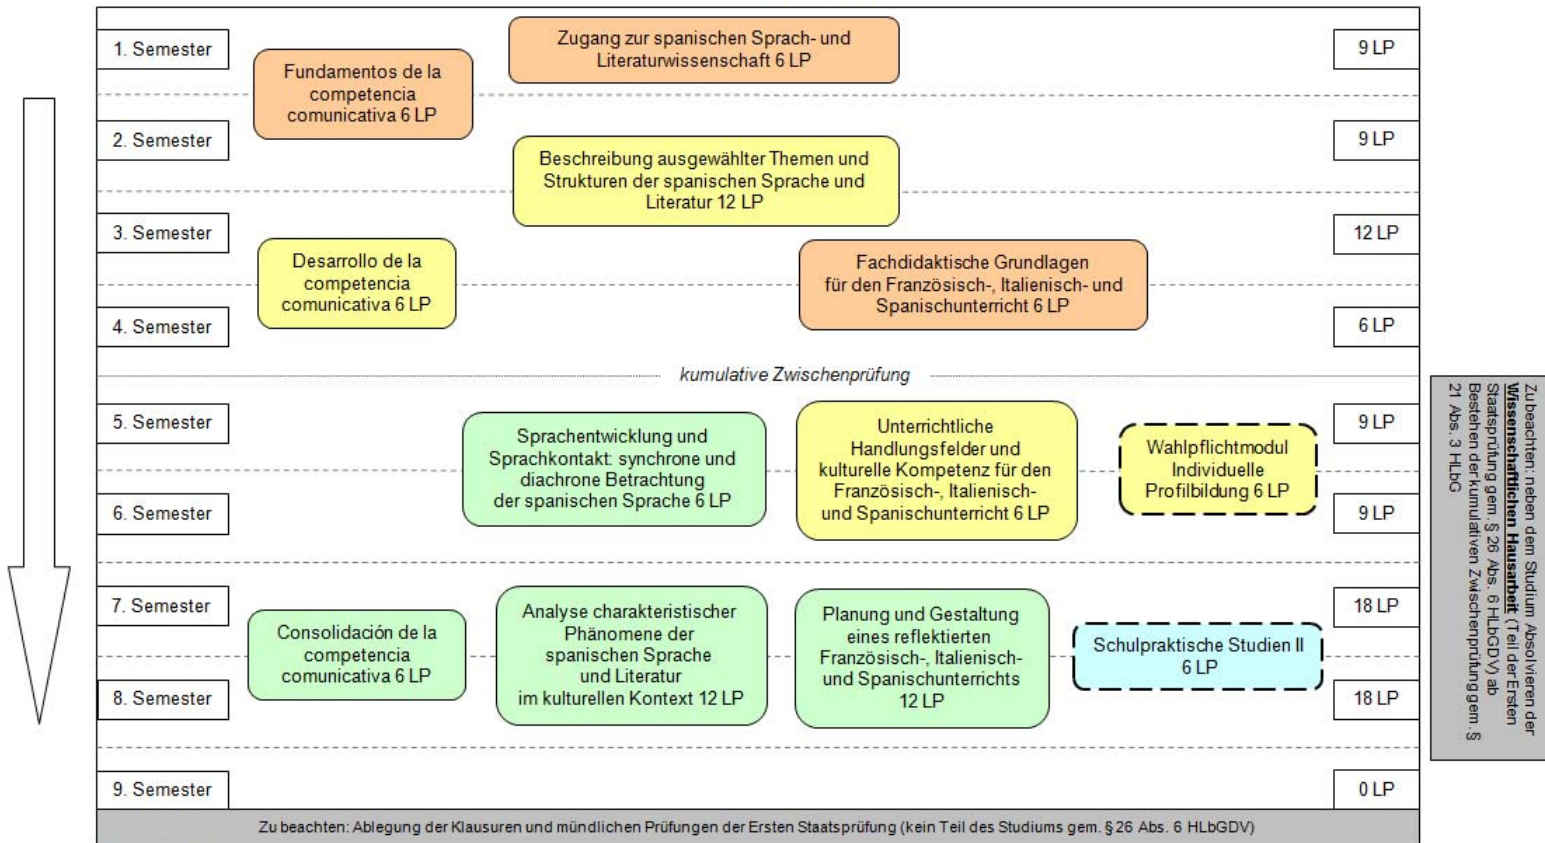 1. Semester
Zugang zur spanischen Sprach- und
Literaturwissenschaft 6 LP
9 LP
Fundamentos de la
competencia
comunicativa 6 LP
2. Semester
9 LP
Beschreibung ausgewählter Themen und
Strukturen der spanischen Sprache und
Literatur 12 LP
3. Semester
12 LP
Desarrollo de la
competencia
comunicativa 6 LP
Fachdidaktische Grundlagen
für den Französisch-, Italienisch- und
Spanischunterricht 6 LP
4. Semester
6 LP
kumulative Zwischenprüfung
5. Semester
Sprachentwicklung und
Sprachkontakt: synchrone und
diachrone Betrachtung
der spanischen Sprache 6 LP
Unterrichtliche
Handlungsfelder und
kulturelle Kompetenz für den
Französisch-, Italienisch-
und Spanischunterricht 6 LP
Wahlpflichtmodul
Individuelle
Profilbildung 6 LP
9 LP
6. Semester
9 LP
7. Semester
18 LP
Consolidación de la
competencia
comunicativa 6 LP
Analyse charakteristischer
Phänomene der
spanischen Sprache
und Literatur
im kulturellen Kontext 12 LP
Planung und Gestaltung
eines reflektierten
Französisch-, Italienisch-
und Spanischunterrichts
12 LP
Schulpraktische Studien II
6 LP
8. Semester
18 LP
9. Semester
0 LP
Zu beachten: Ablegung der Klausuren und mündlichen Prüfungen der Ersten Staatsprüfung (kein Teil des Studiums gem. § 26 Abs. 6 HLbGDV)
Zu beachten: neben dem Studium Absolvieren der
Wissenschaftlichen Hausarbeit (Teil der Ersten
Staatsprüfung gem. § 26 Abs. 6 HLbGDV) ab
Bestehen der kumulativen Zwischenprüfung gem. §
21 Abs. 3 HLbG